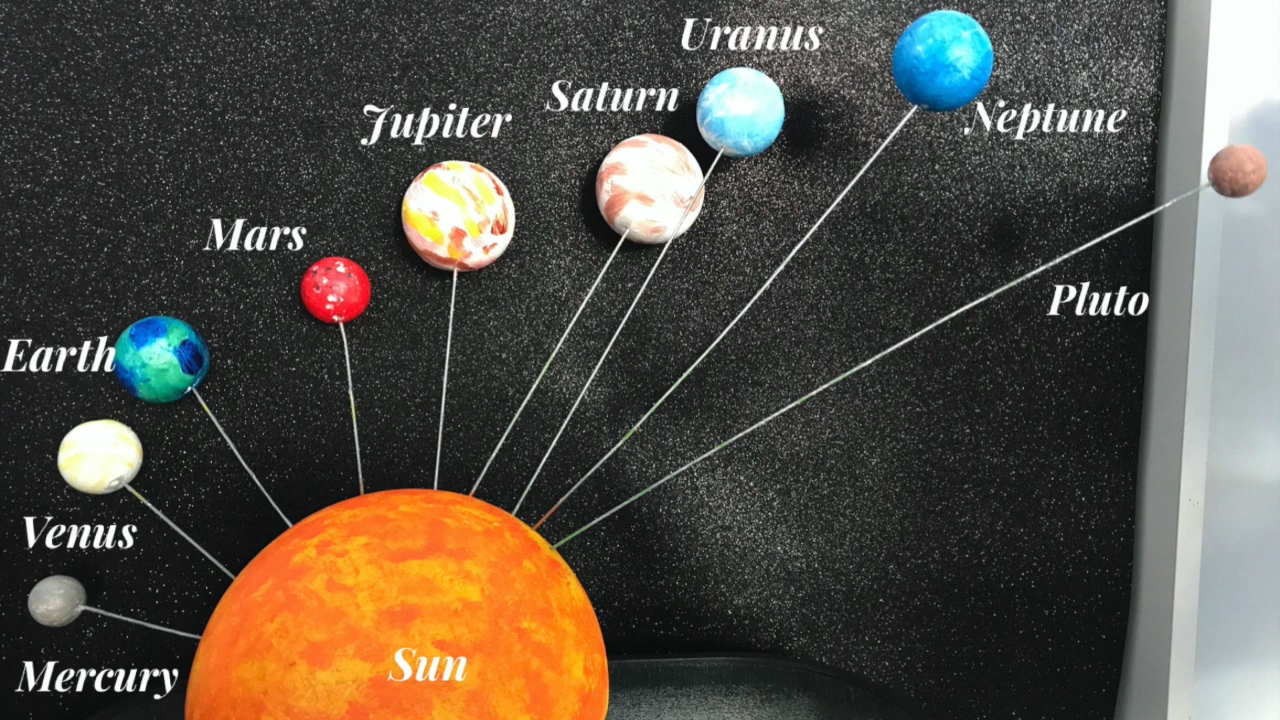 Uranus
Saturn
Neptune
Jupiter
Mars
Pluto
Earth
Venus
Sun
Mercury